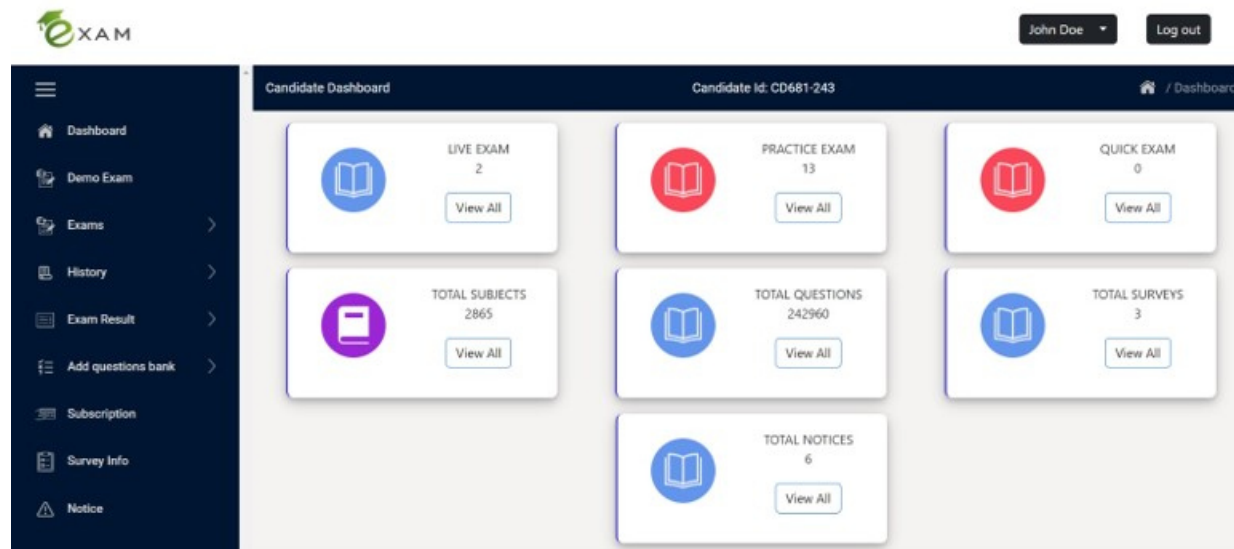 eXAM
John Doe
Log out
Candidate Dashboard
Candidate Id: CD681-243
/ Dashboard
Dashboard
Demo Exam
Exams
History
Exam Result
Add questions bank
Subscription
Survey Info
Notice
LIVE EXAM
2
View All
PRACTICE EXAM
13
View All
QUICK EXAM
0
View All
TOTAL SUBJECTS
2865
View All
TOTAL QUESTIONS
242960
View All
TOTAL SURVEYS
3
View All
TOTAL NOTICES
6
View All